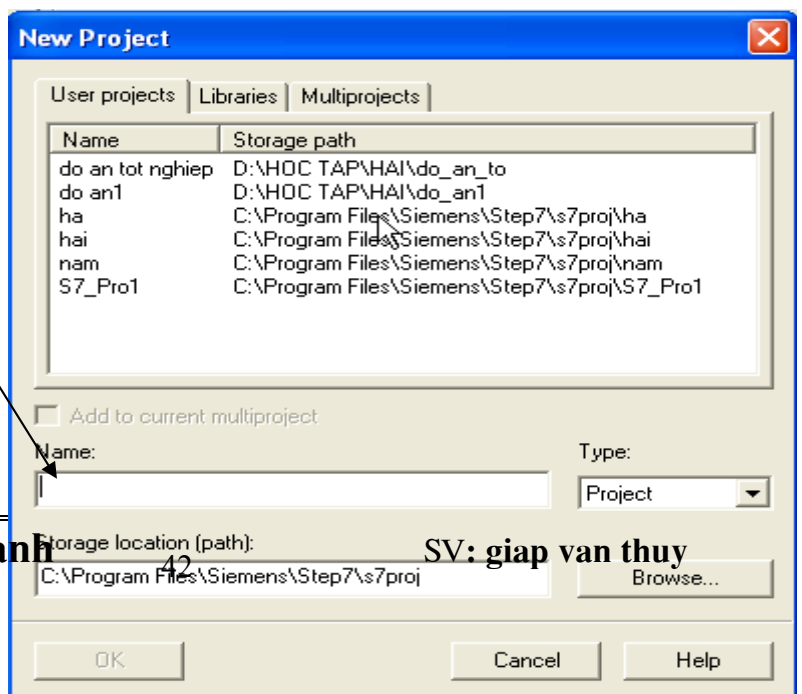 New Project
User projects Libraries Multiprojects
Name Storage path
do an tot nghiep D:\HOC TAP\HAI\do_an_to
do an1 D:\HOC TAP\HAI\do_an1
ha C:\Program Files\Siemens\Step7\s7proj\ha
hai C:\Program Files\Siemens\Step7\s7proj\hai
nam C:\Program Files\Siemens\Step7\s7proj\nam
S7_Pro1 C:\Program Files\Siemens\Step7\s7proj\S7_Pro1
Add to current multiproject
Name: Type:
Project
anh Storage location (path): SV: giap van thuy
42
C:\Program Files\Siemens\Step7\s7proj Browse...
OK Cancel Help